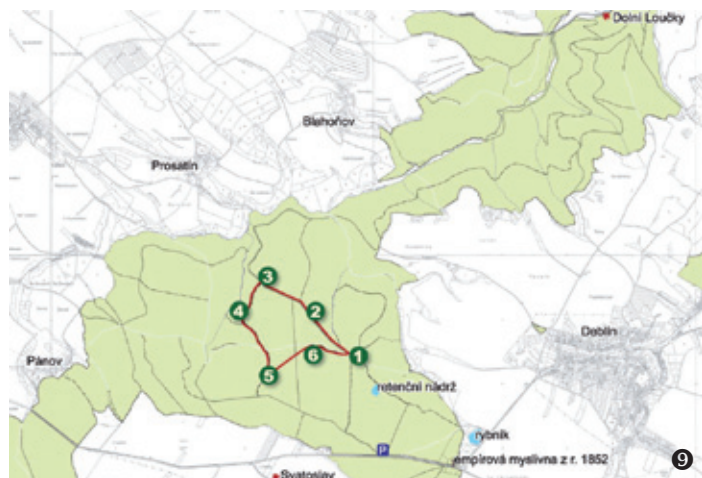 Dolní Loučky
Blahoňov
Prosatín
3
4
2
Deblín
1
6
Pánov
5
retenční nádrž
rybník
P
empírová myslivna z r. 1852
9
Svatoslav